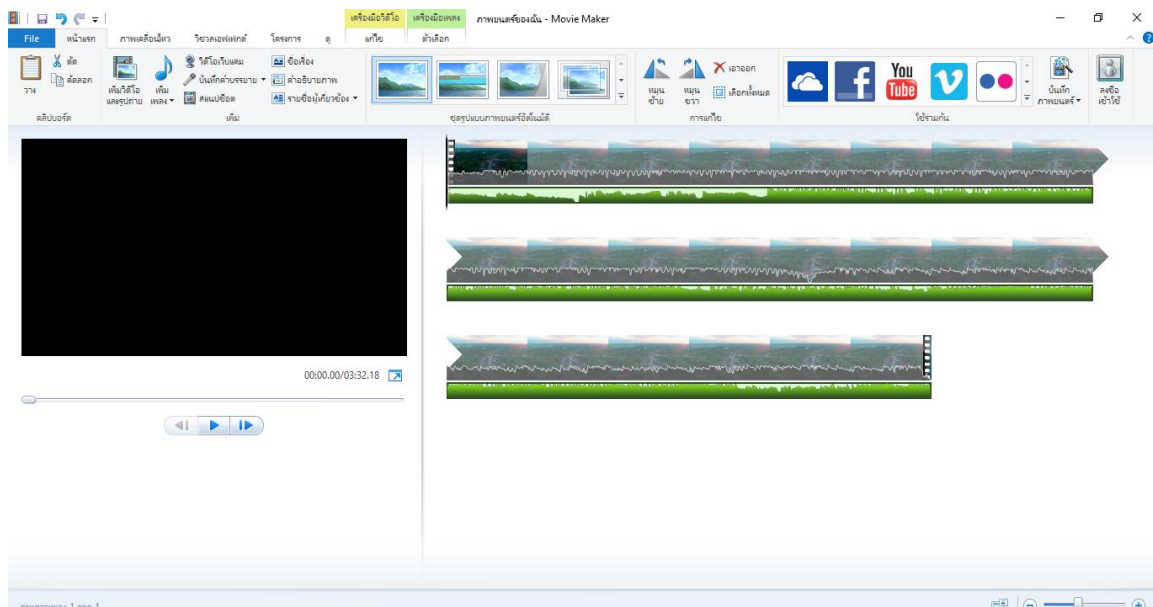 เครื่องมือวิดีโอ เครื่องมือเพลง ภาพยนตร์ของฉัน - Movie Maker
File หน้าแรก ภาพเคลื่อนไหว วิชวลเอฟเฟกต์ โครงการ ดู แก้ไข ตัวเลือก
วาง
ตัด
คัดลอก
คลิปบอร์ด
เพิ่มวิดีโอ
และรูปถ่าย
เพิ่ม
เพลง
วิดีโอเว็บแคม
บันทึกคำบรรยาย
สแนปช็อต
ชื่อเรื่อง
คำอธิบายภาพ
รายชื่อผู้เกี่ยวข้อง
เพิ่ม
ชุดรูปแบบภาพยนตร์อัตโนมัติ
หมุน
ซ้าย
หมุน
ขวา
เอาออก
เลือกทั้งหมด
การแก้ไข
You
Tube
ใช้ร่วมกัน
บันทึก
ภาพยนตร์
ลงชื่อ
เข้าใช้
00:00.00/03:32.18